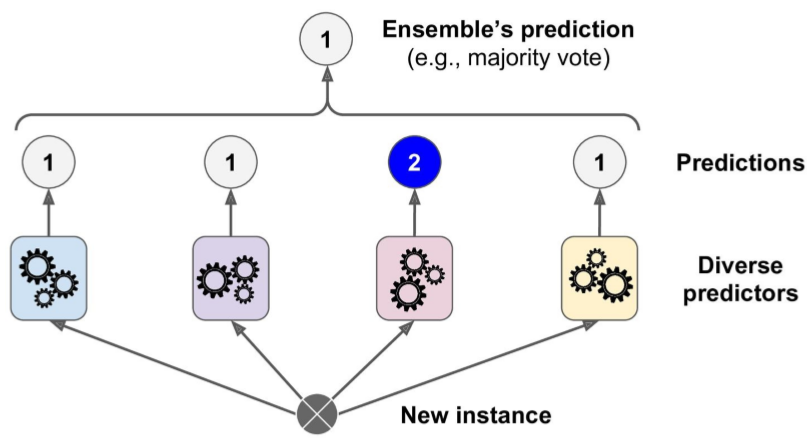 1
Ensemble's prediction
(e.g., majority vote)
1 1 2 1
Predictions
Diverse
predictors
New instance